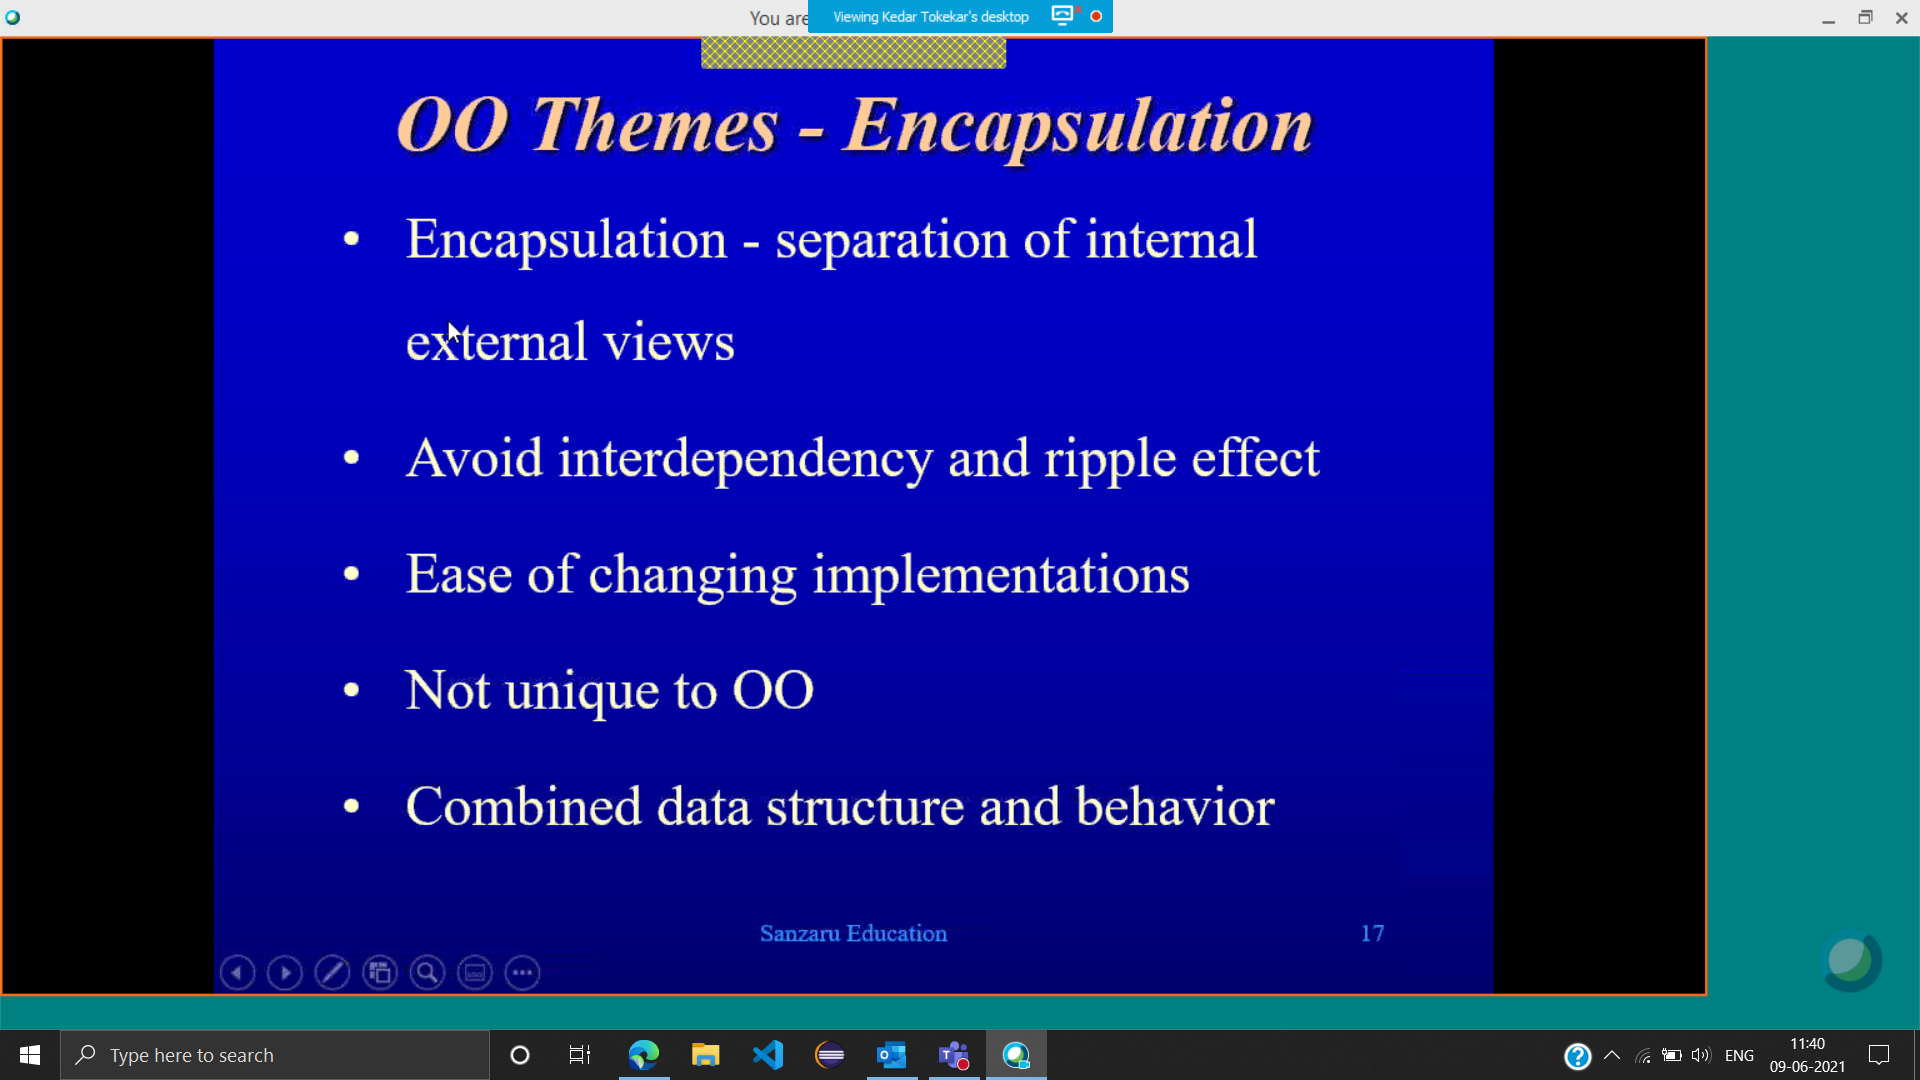 You are
Viewing Kedar Tokekar's desktop
OO Themes - Encapsulation
• Encapsulation - separation of internal
external views
• Avoid interdependency and ripple effect
• Ease of changing implementations
• Not unique to OO
• Combined data structure and behavior
Sanzaru Education
17
Type here to search
ENG
11:40
09-06-2021